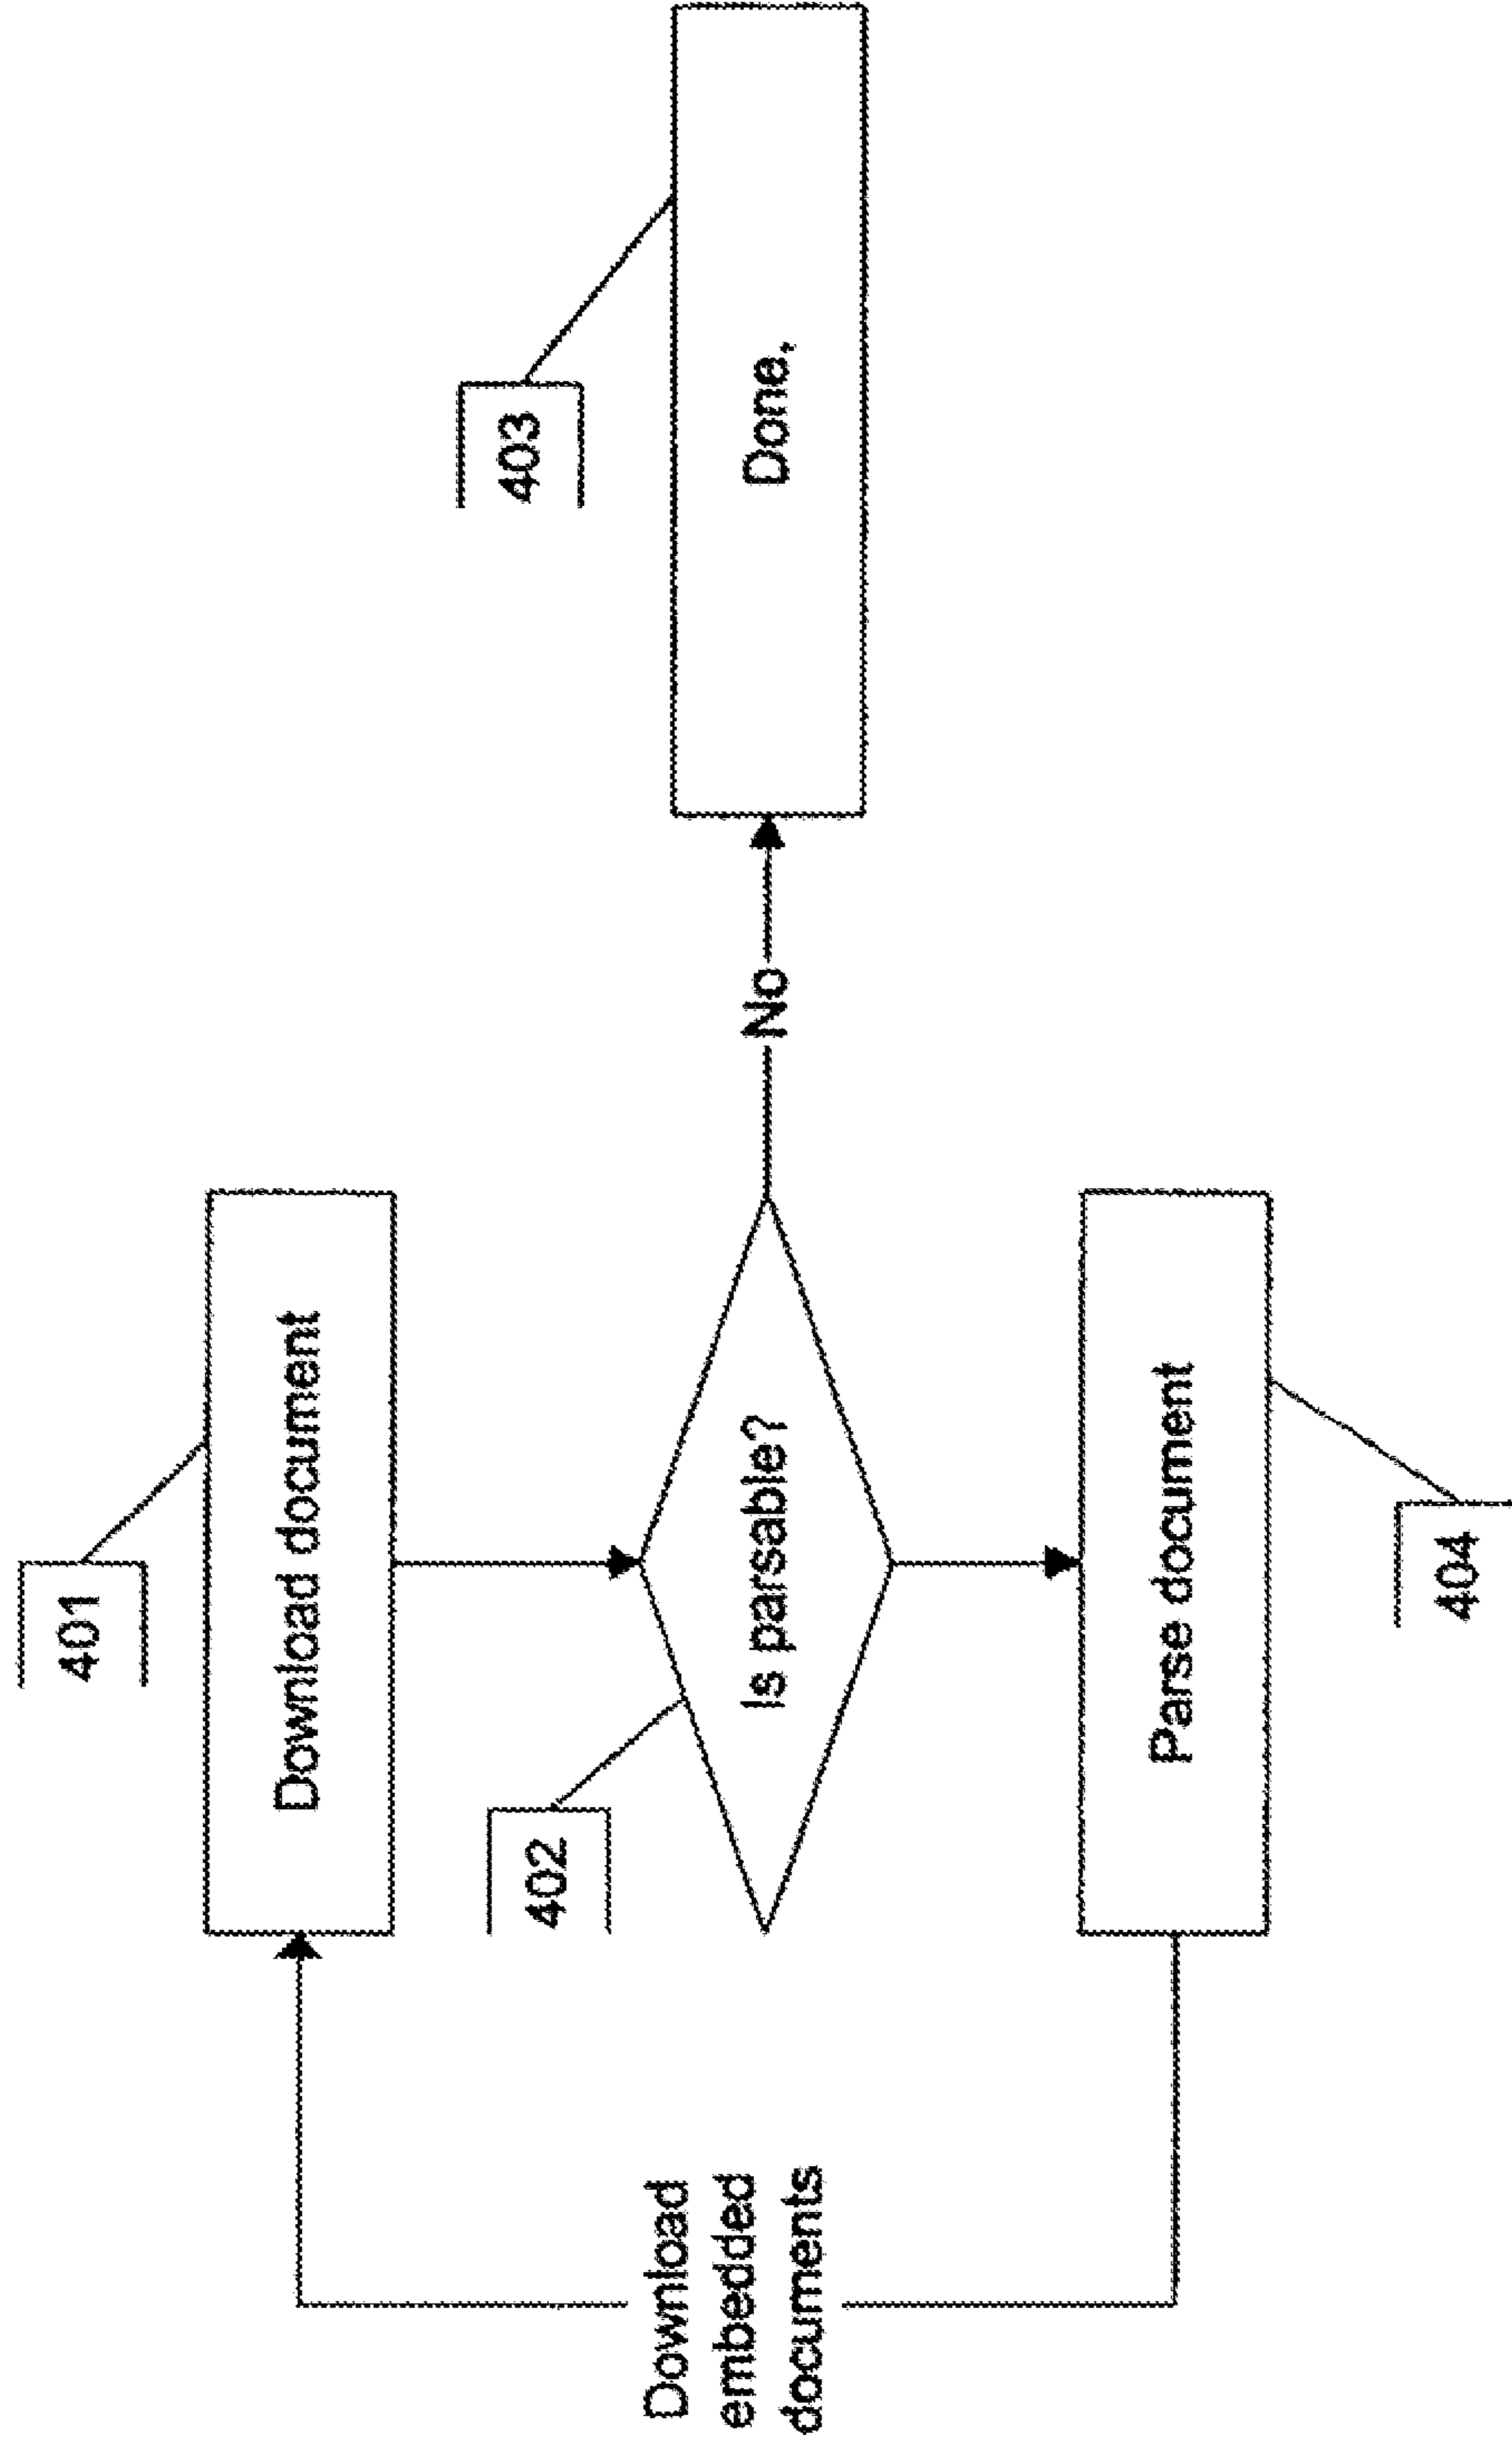 401
Download document
402
Is parsable?
No
403
Done.
Parse document
404
Download
embedded
documents